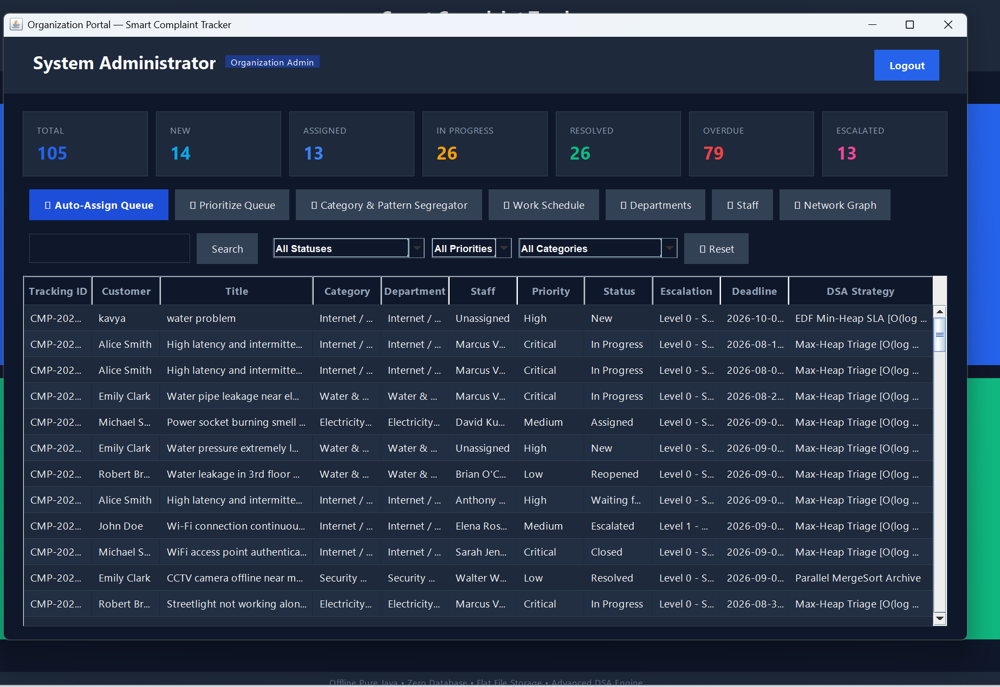 Organization Portal — Smart Complaint Tracker
System Administrator Organization Admin Logout
TOTAL NEW ASSIGNED IN PROGRESS RESOLVED OVERDUE ESCALATED
105 14 13 26 26 79 13
Auto-Assign Queue Prioritize Queue Category & Pattern Segregator Work Schedule Departments Staff Network Graph
Search All Statuses All Priorities All Categories Reset
Tracking ID Customer Title Category Department Staff Priority Status Escalation Deadline DSA Strategy
CMP-202... kavya water problem Internet / ... Internet / ... Unassigned High New Level 0 - S... 2026-10-0... EDF Min-Heap SLA [O(log ...
CMP-202... Alice Smith High latency and intermitte... Internet / ... Internet / ... Marcus V... Critical In Progress Level 0 - S... 2026-08-1... Max-Heap Triage [O(log ...
CMP-202... Alice Smith High latency and intermitte... Internet / ... Internet / ... Marcus V... Critical In Progress Level 0 - S... 2026-08-0... Max-Heap Triage [O(log ...
CMP-202... Emily Clark Water pipe leakage near el... Water & ... Water & ... Marcus V... Critical In Progress Level 0 - S... 2026-08-2... Max-Heap Triage [O(log ...
CMP-202... Michael S... Power socket burning smell ... Electricity... Electricity... David Ku... Medium Assigned Level 0 - S... 2026-09-0... Max-Heap Triage [O(log ...
CMP-202... Emily Clark Water pressure extremely l... Water & ... Water & ... Unassigned High New Level 0 - S... 2026-09-0... Max-Heap Triage [O(log ...
CMP-202... Robert Br... Water leakage in 3rd floor ... Water & ... Water & ... Brian O'C... Low Reopened Level 0 - S... 2026-09-0... Max-Heap Triage [O(log ...
CMP-202... Alice Smith High latency and intermitte... Internet / ... Internet / ... Anthony ... High Waiting f... Level 0 - S... 2026-09-0... Max-Heap Triage [O(log ...
CMP-202... John Doe Wi-Fi connection continuou... Internet / ... Internet / ... Elena Ros... Medium Escalated Level 1 - ... 2026-09-0... Max-Heap Triage [O(log ...
CMP-202... Michael S... WiFi access point authentica... Internet / ... Internet / ... Sarah Jen... Critical Closed Level 0 - S... 2026-09-0... Max-Heap Triage [O(log ...
CMP-202... Emily Clark CCTV camera offline near m... Security ... Security ... Walter W... Low Resolved Level 0 - S... 2026-09-0... Parallel MergeSort Archive
CMP-202... Robert Br... Streetlight not working alon... Electricity... Electricity... Marcus V... Critical In Progress Level 0 - S... 2026-08-3... Max-Heap Triage [O(log ...
Offline Pure Java • Zero Database • Flat File Storage • Advanced DSA Engine